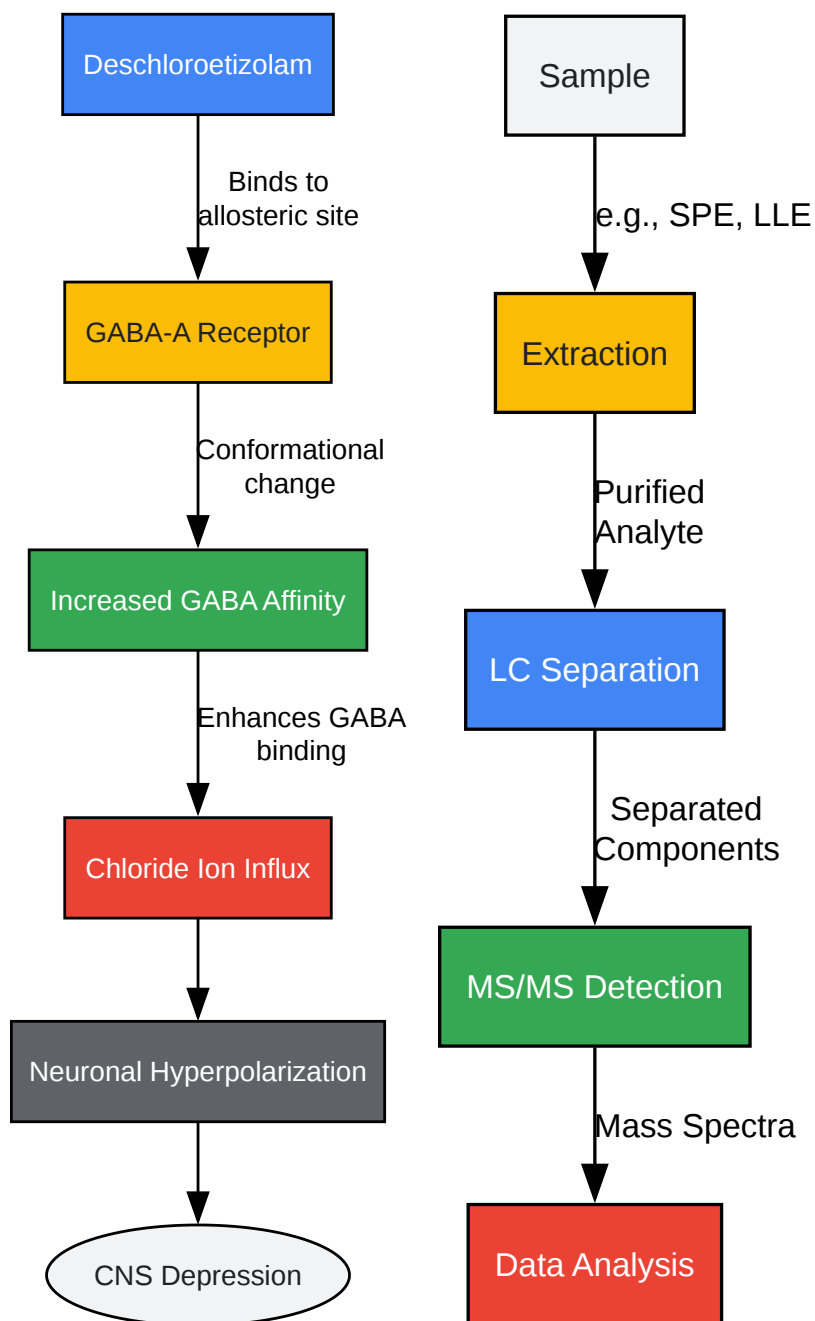 Deschloroetizolam
Binds to
allosteric site
GABA-A Receptor
Conformational
change
Increased GABA Affinity
Enhances GABA
binding
Chloride Ion Influx
Neuronal Hyperpolarization
CNS Depression
Sample
e.g., SPE, LLE
Extraction
Purified
Analyte
LC Separation
Separated
Components
MS/MS Detection
Mass Spectra
Data Analysis